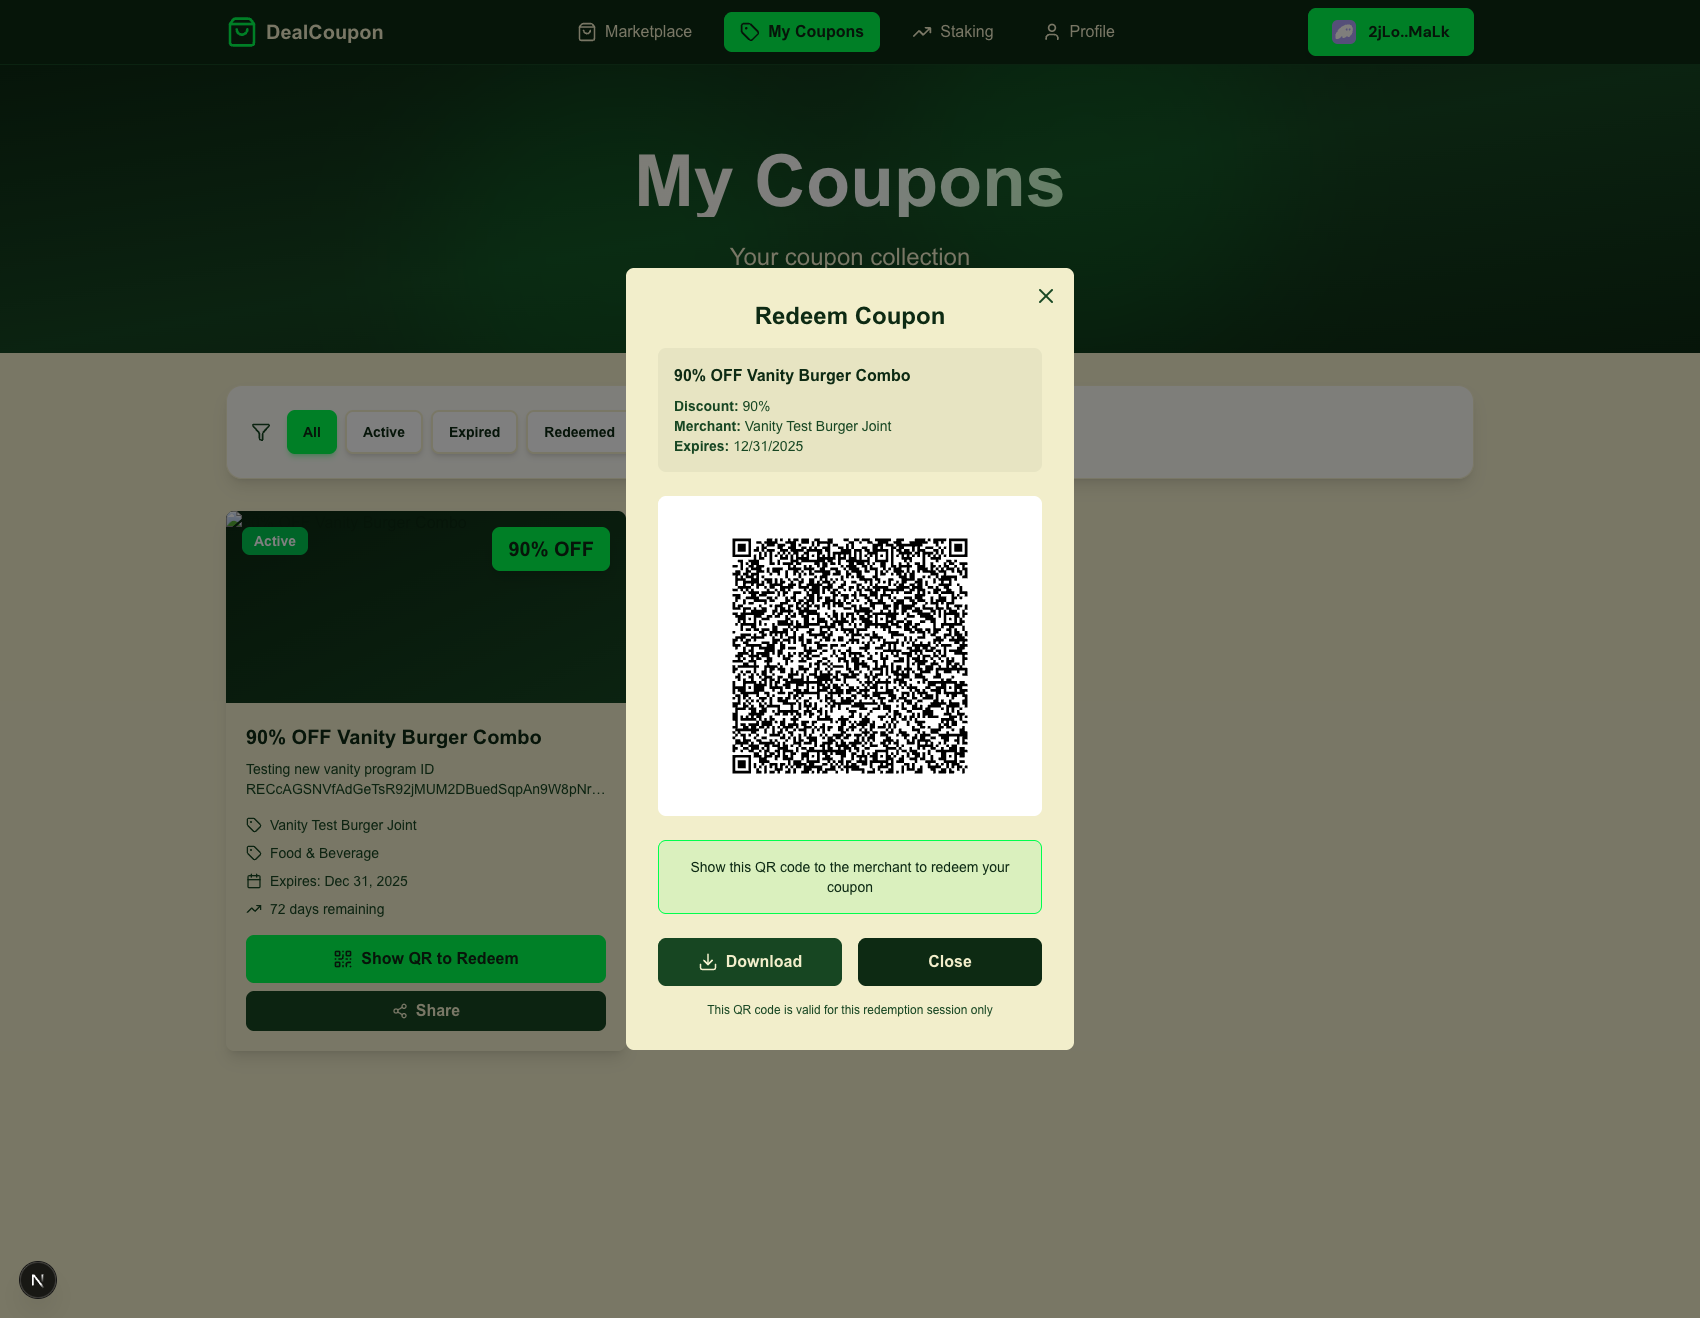 DealCoupon
Marketplace
My Coupons
Staking
Profile
2jLo..MaLk
My Coupons
Your coupon collection
Redeem Coupon
90% OFF Vanity Burger Combo
Discount: 90%
Merchant: Vanity Test Burger Joint
Expires: 12/31/2025
Show this QR code to the merchant to redeem your
coupon
Download
Close
This QR code is valid for this redemption session only
All
Active
Expired
Redeemed
Active
90% OFF
90% OFF Vanity Burger Combo
Testing new vanity program ID
RECcAGSNVfAdGeTsR92jMUM2DBuedSqpAn9W8pNr...
Vanity Test Burger Joint
Food & Beverage
Expires: Dec 31, 2025
72 days remaining
Show QR to Redeem
Share
N